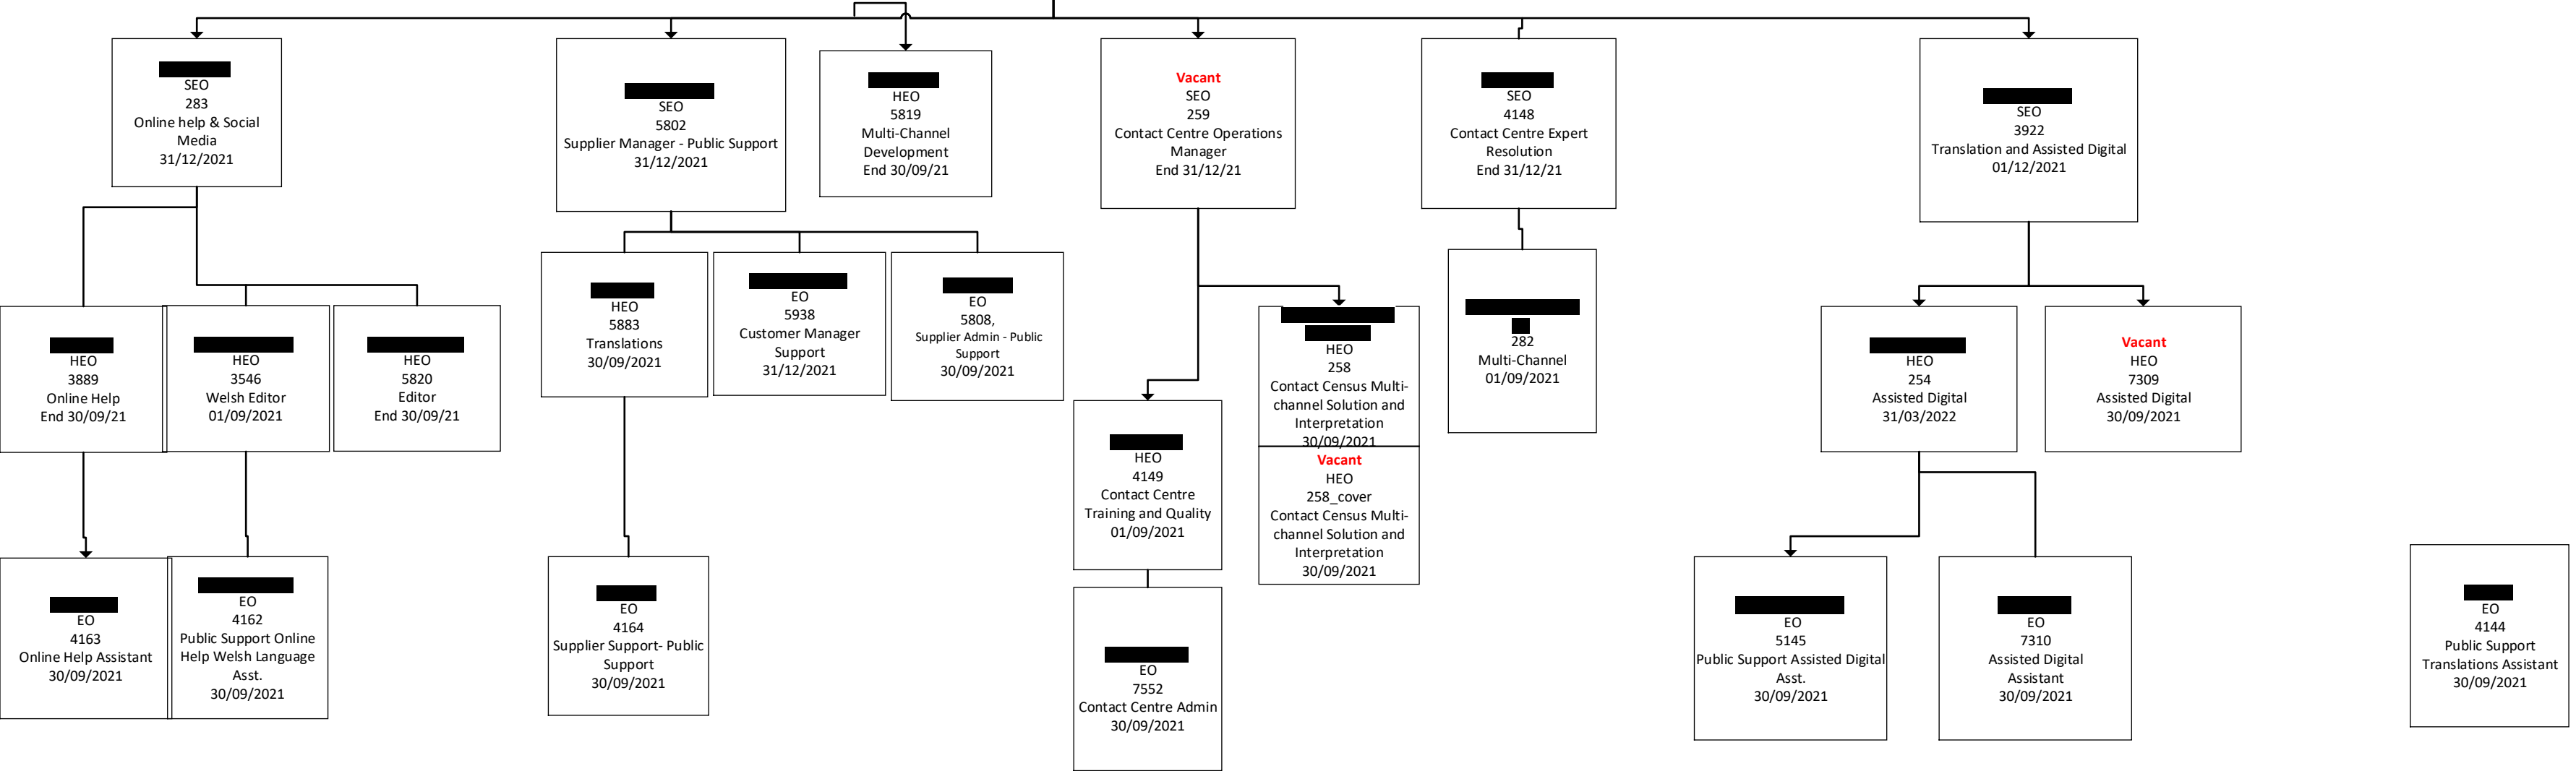 SEO
283
Online help & Social
Media
31/12/2021
SEO
5802
Supplier Manager - Public Support
31/12/2021
HEO
5819
Multi-Channel
Development
End 30/09/21
Vacant
SEO
259
Contact Centre Operations
Manager
End 31/12/21
SEO
4148
Contact Centre Expert
Resolution
End 31/12/21
SEO
3922
Translation and Assisted Digital
01/12/2021
HEO
3889
Online Help
End 30/09/21
HEO
3546
Welsh Editor
01/09/2021
HEO
5820
Editor
End 30/09/21
HEO
5883
Translations
30/09/2021
EO
5938
Customer Manager
Support
31/12/2021
EO
5808,
Supplier Admin - Public
Support
30/09/2021
HEO
4149
Contact Centre
Training and Quality
01/09/2021
HEO
258
Contact Census Multi-
channel Solution and
Interpretation
30/09/2021
Vacant
HEO
258_cover
Contact Census Multi-
channel Solution and
Interpretation
30/09/2021
282
Multi-Channel
01/09/2021
HEO
254
Assisted Digital
31/03/2022
Vacant
HEO
7309
Assisted Digital
30/09/2021
EO
4163
Online Help Assistant
30/09/2021
EO
4162
Public Support Online
Help Welsh Language
Asst.
30/09/2021
EO
4164
Supplier Support- Public
Support
30/09/2021
EO
7552
Contact Centre Admin
30/09/2021
EO
5145
Public Support Assisted Digital
Asst.
30/09/2021
EO
7310
Assisted Digital
Assistant
30/09/2021
EO
4144
Public Support
Translations Assistant
30/09/2021